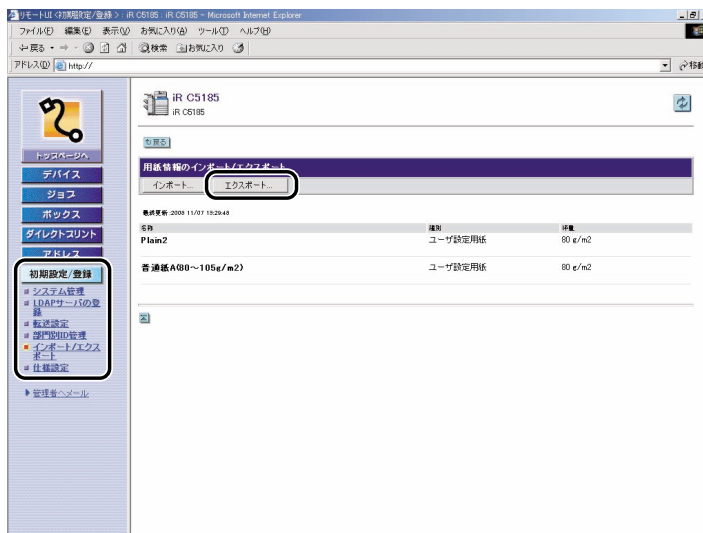 リモートUI <初期設定/登録> : iR C5185 : iR C5185 - Microsoft Internet Explorer
ファイル(F) 編集(E) 表示(V) お気に入り(A) ツール(T) ヘルプ(H)
戻る 検索 お気に入り
アドレス(D) http:// 移動
iR C5185
iR C5185
トップページへ
戻る
デバイス
ジョブ
ボックス
ダイレクトプリント
アドレス
用紙情報のインポート/エクスポート
インポート... エクスポート...
最終更新 :2008 11/07 13:29:48
名称 種別 坪量
Plain2 ユーザ設定用紙 80 g/m2
普通紙A(80〜105g/m2) ユーザ設定用紙 80 g/m2
初期設定/登録
システム管理
LDAPサーバの登
録
転送設定
部門別ID管理
インポート/エクス
ポート
仕様設定
管理者へメール